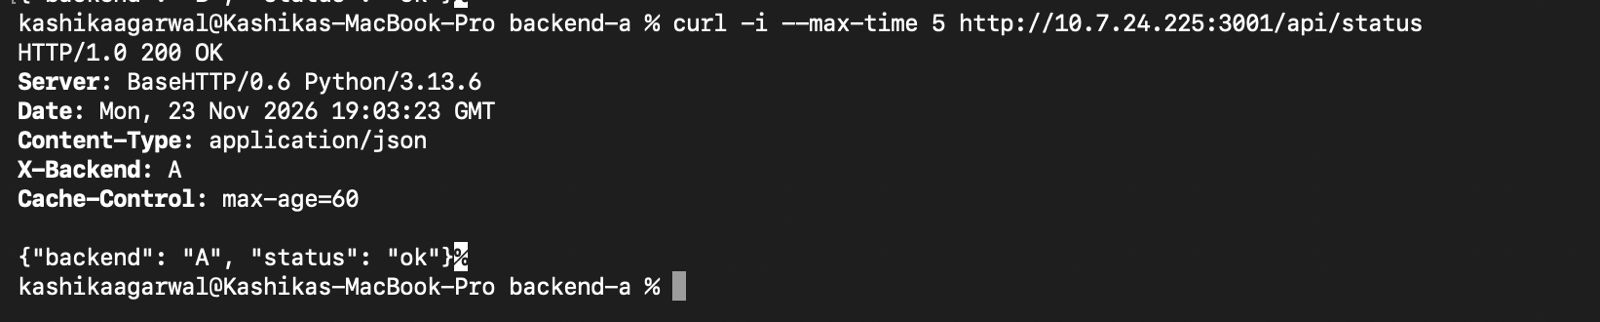 kashikaagarwal@Kashikas-MacBook-Pro backend-a % curl -i --max-time 5 http://10.7.24.225:3001/api/status
HTTP/1.0 200 OK
Server: BaseHTTP/0.6 Python/3.13.6
Date: Mon, 23 Nov 2026 19:03:23 GMT
Content-Type: application/json
X-Backend: A
Cache-Control: max-age=60
{"backend": "A", "status": "ok"}%
kashikaagarwal@Kashikas-MacBook-Pro backend-a %